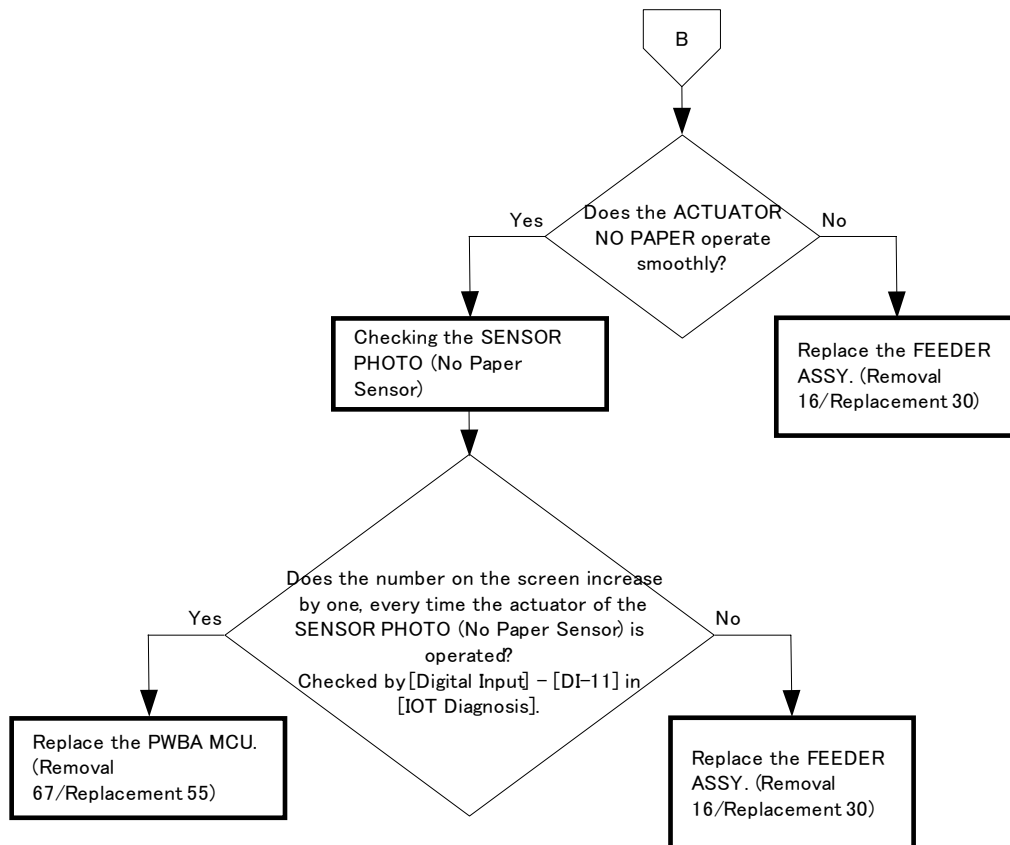 B
Yes
Does the ACTUATOR
NO PAPER operate
smoothly?
No
Checking the SENSOR
PHOTO (No Paper
Sensor)
Replace the FEEDER
ASSY. (Removal
16/Replacement 30)
Does the number on the screen increase
by one, every time the actuator of the
SENSOR PHOTO (No Paper Sensor) is
operated?
Checked by [Digital Input] - [DI-11] in
[IOT Diagnosis].
Yes
No
Replace the PWBA MCU.
(Removal
67/Replacement 55)
Replace the FEEDER
ASSY. (Removal
16/Replacement 30)